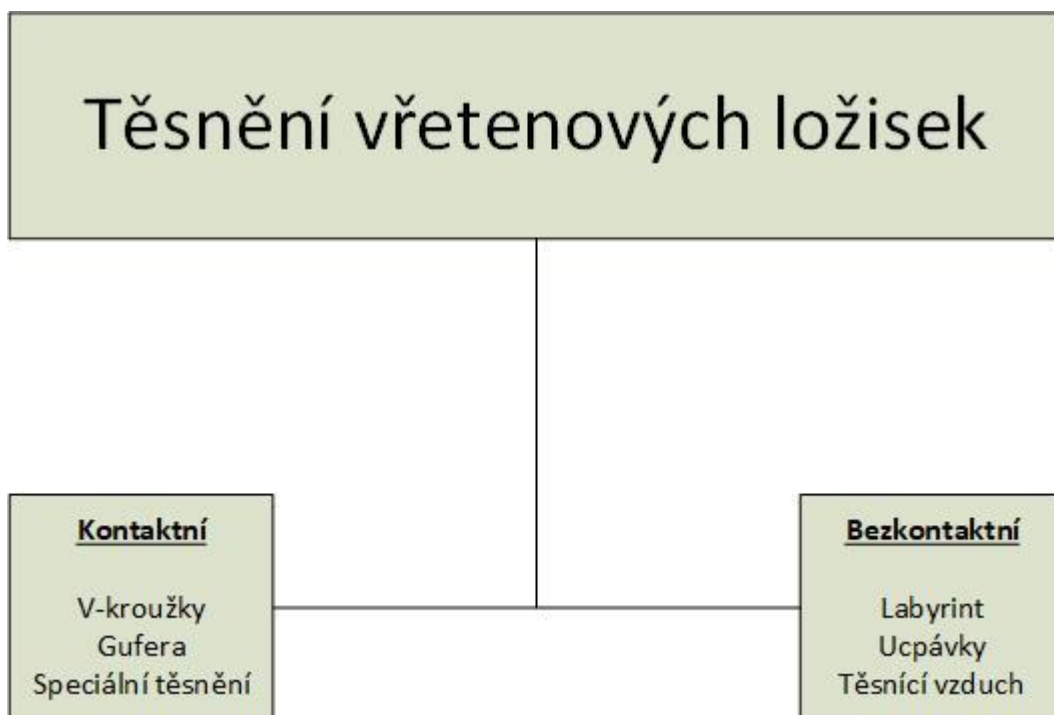 Těsnění vřetenových ložisek
Kontaktní
V-kroužky
Gufera
Speciální těsnění
Bezkontaktní
Labyrint
Ucpávky
Těsnící vzduch